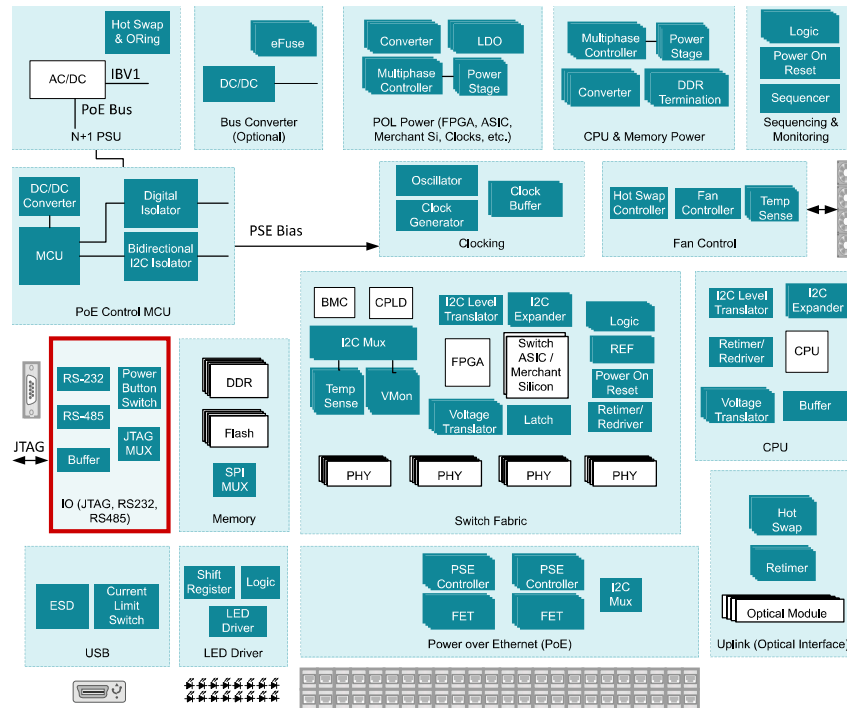 Hot Swap
& ORing
AC/DC
IBV1
PoE Bus
N+1 PSU
eFuse
DC/DC
Bus Converter
(Optional)
Converter
LDO
Multiphase
Controller
Power
Stage
POL Power (FPGA, ASIC,
Merchant Si, Clocks, etc.)
Multiphase
Controller
Power
Stage
Converter
DDR
Termination
CPU & Memory Power
Logic
Power On
Reset
Sequencer
Sequencing &
Monitoring
DC/DC
Converter
Digital
Isolator
MCU
Bidirectional
I2C Isolator
PoE Control MCU
PSE Bias
Oscillator
Clock
Generator
Clock
Buffer
Clocking
Hot Swap
Controller
Fan
Controller
Temp
Sense
Fan Control
JTAG
RS-232
Power
Button
Switch
RS-485
JTAG
MUX
Buffer
IO (JTAG, RS232,
RS485)
DDR
Flash
SPI
MUX
Memory
BMC
CPLD
I2C Level
Translator
I2C
Expander
Logic
I2C Mux
FPGA
Switch
ASIC /
Merchant
Silicon
REF
Temp
Sense
VMon
Power On
Reset
Voltage
Translator
Latch
Retimer/
Redriver
PHY
PHY
PHY
PHY
Switch Fabric
I2C Level
Translator
I2C
Expander
Retimer/
Redriver
CPU
Voltage
Translator
Buffer
CPU
ESD
Current
Limit
Switch
USB
Shift
Register
Logic
LED
Driver
LED Driver
PSE
Controller
PSE
Controller
I2C
Mux
FET
FET
Power over Ethernet (PoE)
Hot
Swap
Retimer
Optical Module
Uplink (Optical Interface)